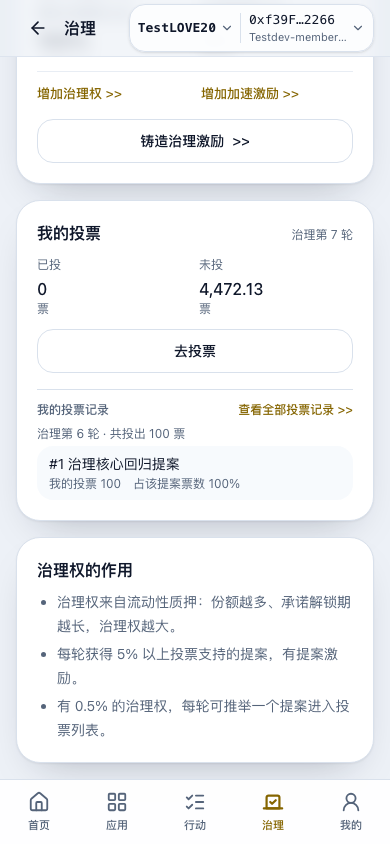 治理
TestLOVE20
0xf39F…2266
Testdev-member...
增加治理权 >>
增加加速激励 >>
铸造治理激励 >>
我的投票
治理第 7 轮
已投
未投
0
4,472.13
票
票
去投票
我的投票记录
查看全部投票记录 >>
治理第 6 轮 · 共投出 100 票
#1 治理核心回归提案
我的投票 100 占该提案票数 100%
治理权的作用
• 治理权来自流动性质押：份额越多、承诺解锁期
越长，治理权越大。
• 每轮获得 5% 以上投票支持的提案，有提案激
励。
• 有 0.5% 的治理权，每轮可推举一个提案进入投
票列表。
首页
应用
行动
治理
我的